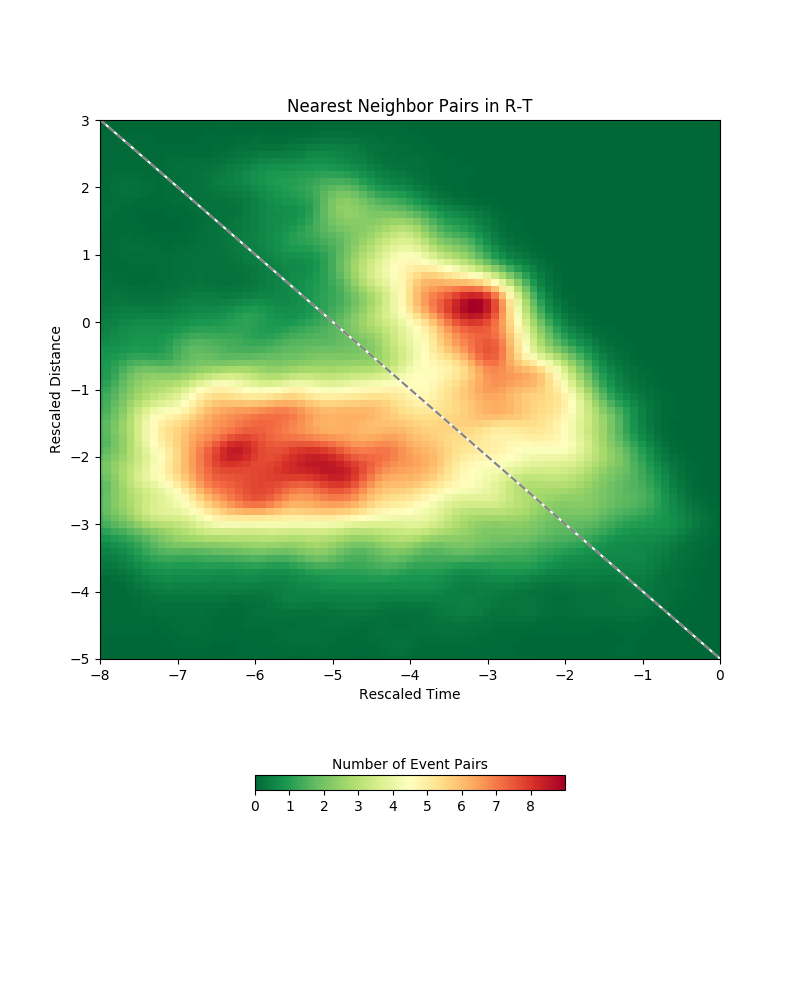 Nearest Neighbor Pairs in R-T
3
2
1
0
−1
−2
−3
−4
−5
Rescaled Distance
−8 −7 −6 −5 −4 −3 −2 −1 0
Rescaled Time
Number of Event Pairs
0 1 2 3 4 5 6 7 8